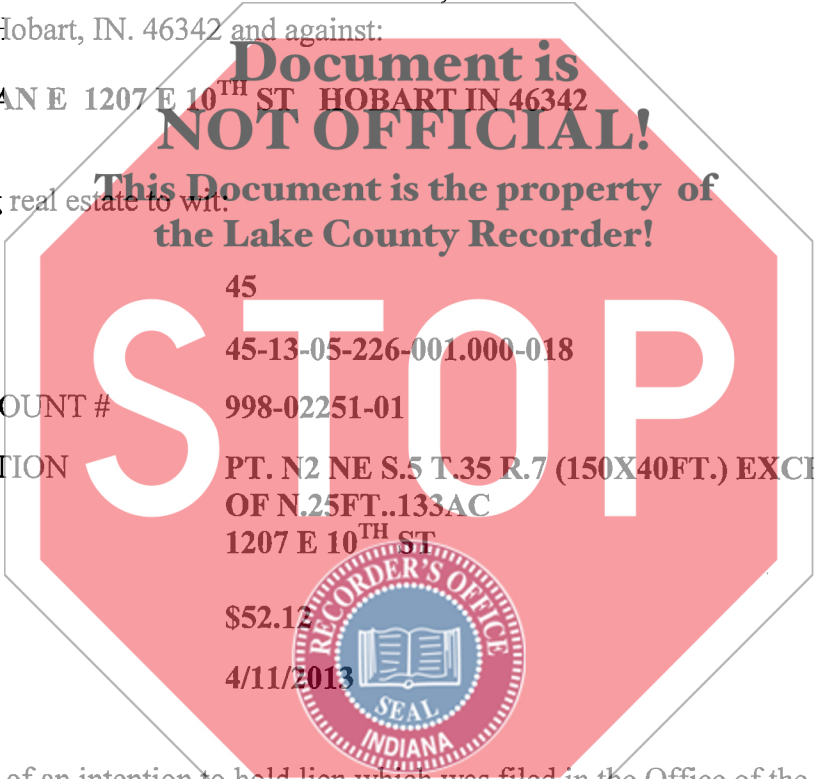 Hobart, IN. 46342 and against:
Document is
AN E 1207 E 10TH ST HOBART IN 46342
NOT OFFICIAL!
This Document is the property of
real estate to wit:
the Lake County Recorder!
45
STOP
45-13-05-226-001.000-018
OUNT # 998-02251-01
TION PT. N2 NE S.5 T.35 R.7 (150X40FT.) EXCE
OF N.25FT..133AC
1207 E 10TH ST
RECORDER'S OFFICE
$52.12
4/11/2013
SEAL
INDIANA
of an intention to hold lien which was filed in the Office of the